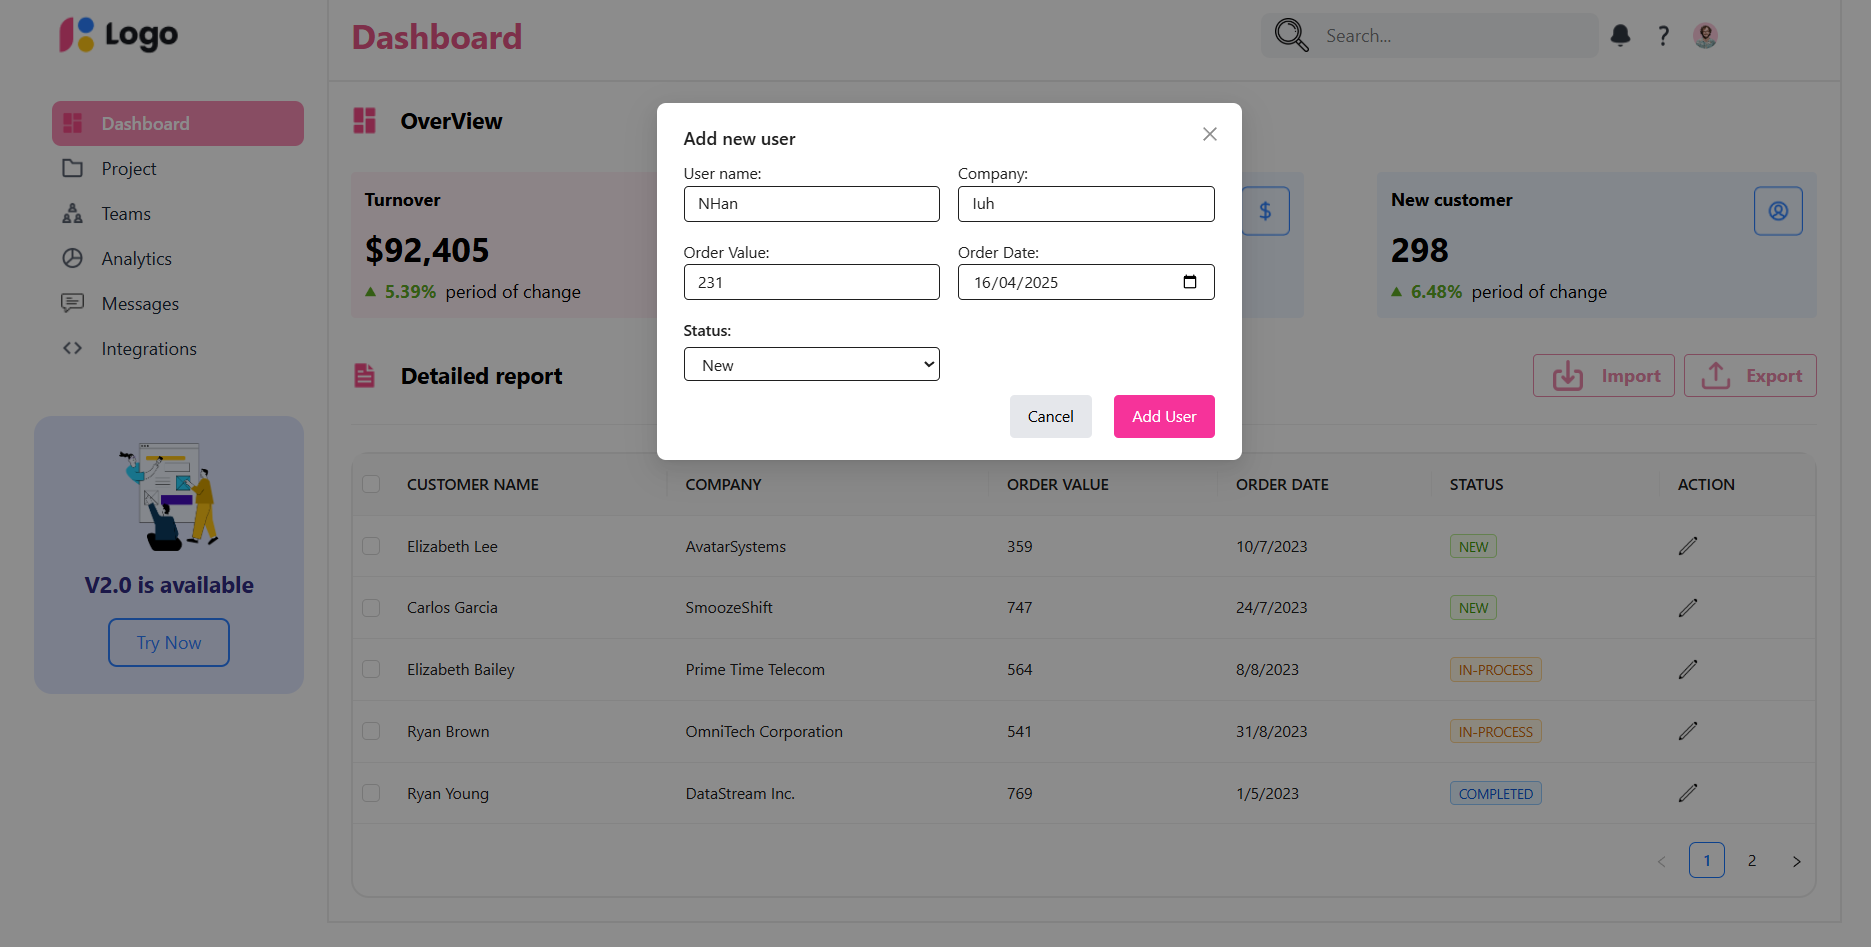 Logo
Dashboard
Search...
?
Dashboard
Project
Teams
Analytics
Messages
Integrations
V2.0 is available
Try Now
OverView
Turnover
$92,405
5.39% period of change
$
New customer
298
6.48% period of change
Detailed report
Import
Export
Add new user
User name:
Company:
NHan
Iuh
Order Value:
Order Date:
231
16/04/2025
Status:
New
Cancel
Add User
CUSTOMER NAME COMPANY ORDER VALUE ORDER DATE STATUS ACTION
Elizabeth Lee AvatarSystems 359 10/7/2023 NEW
Carlos Garcia SmoozeShift 747 24/7/2023 NEW
Elizabeth Bailey Prime Time Telecom 564 8/8/2023 IN-PROCESS
Ryan Brown OmniTech Corporation 541 31/8/2023 IN-PROCESS
Ryan Young DataStream Inc. 769 1/5/2023 COMPLETED
< 1 2 >